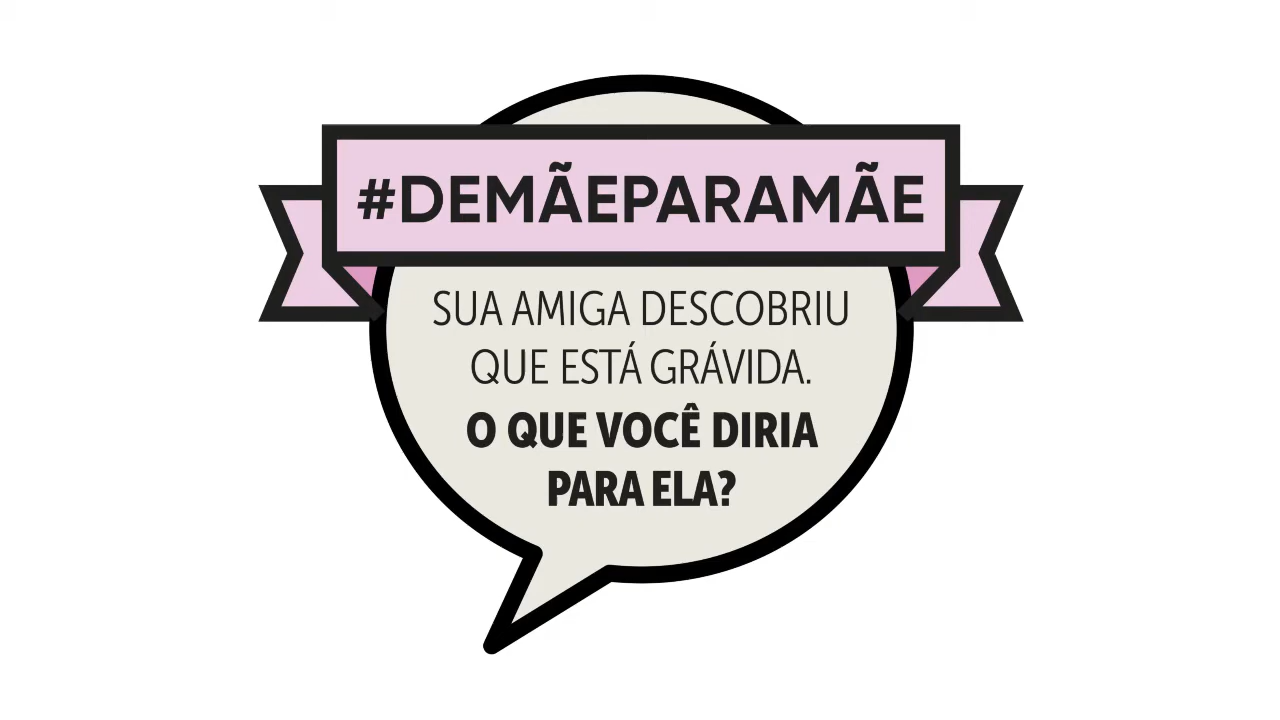 #DEMÃEPARAMÃE
SUA AMIGA DESCOBRIU
QUE ESTÁ GRÁVIDA.
O QUE VOCÊ DIRIA
PARA ELA?